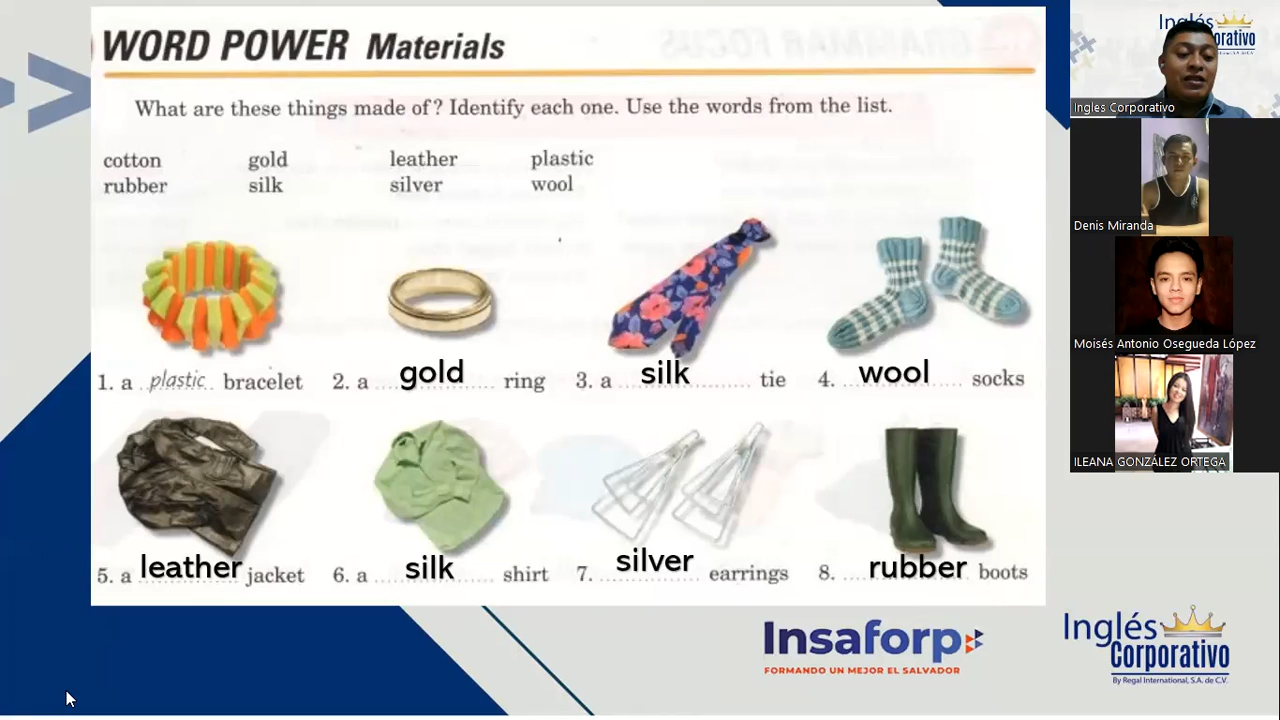 WORD POWER Materials
What are these things made of? Identify each one. Use the words from the list.
cotton gold leather plastic
rubber silk silver wool
1. a plastic bracelet 2. a gold ring 3. a silk tie 4. wool socks
5. a leather jacket 6. a silk shirt 7. silver earrings 8. rubber boots
Insaforp
FORMANDO UN MEJOR EL SALVADOR
Inglés
Corporativo
By Regal International, S.A. de C.V.
Inglés
Ingles Corporativo
Denis Miranda
Moisés Antonio Osegueda López
ILEANA GONZÁLEZ ORTEGA